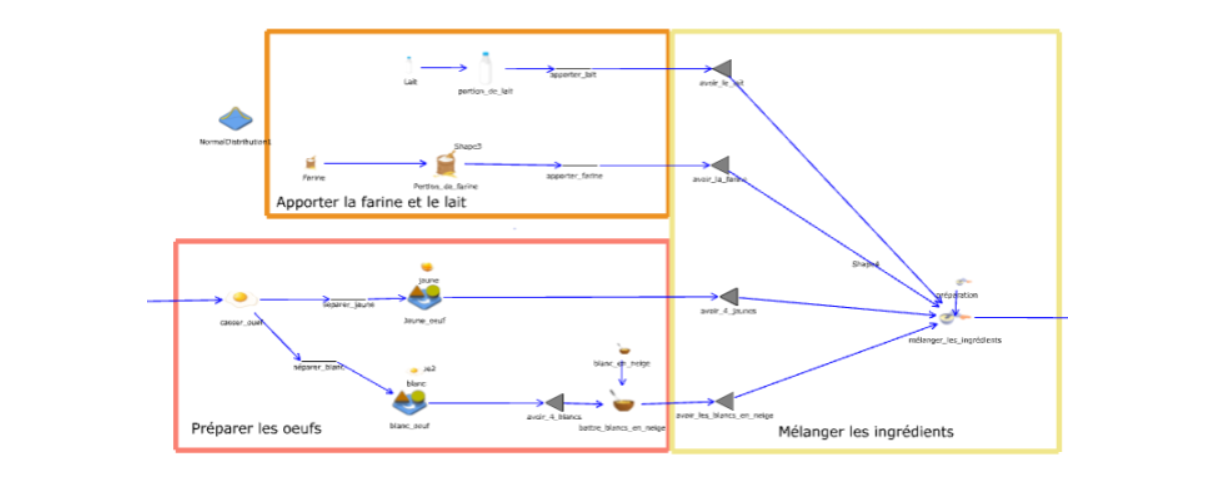 Lait
portion_de_lait
apporter_lait
avoir_le_lait
NormalDistribution1
Farine
Shape3
Portion_de_farine
apporter_farine
avoir_la_farine
Apporter la farine et le lait
Shape4
préparation
mélanger_les_ingrédients
casser_oeuf
séparer_jaune
jaune
Jaune_oeuf
avoir_4_jaunes
séparer_blanc
blanc
blanc_oeuf
avoir_4_blancs
blanc_en_neige
battre_blancs_en_neige
avoir_les_blancs_en_neige
Préparer les oeufs
Mélanger les ingrédients